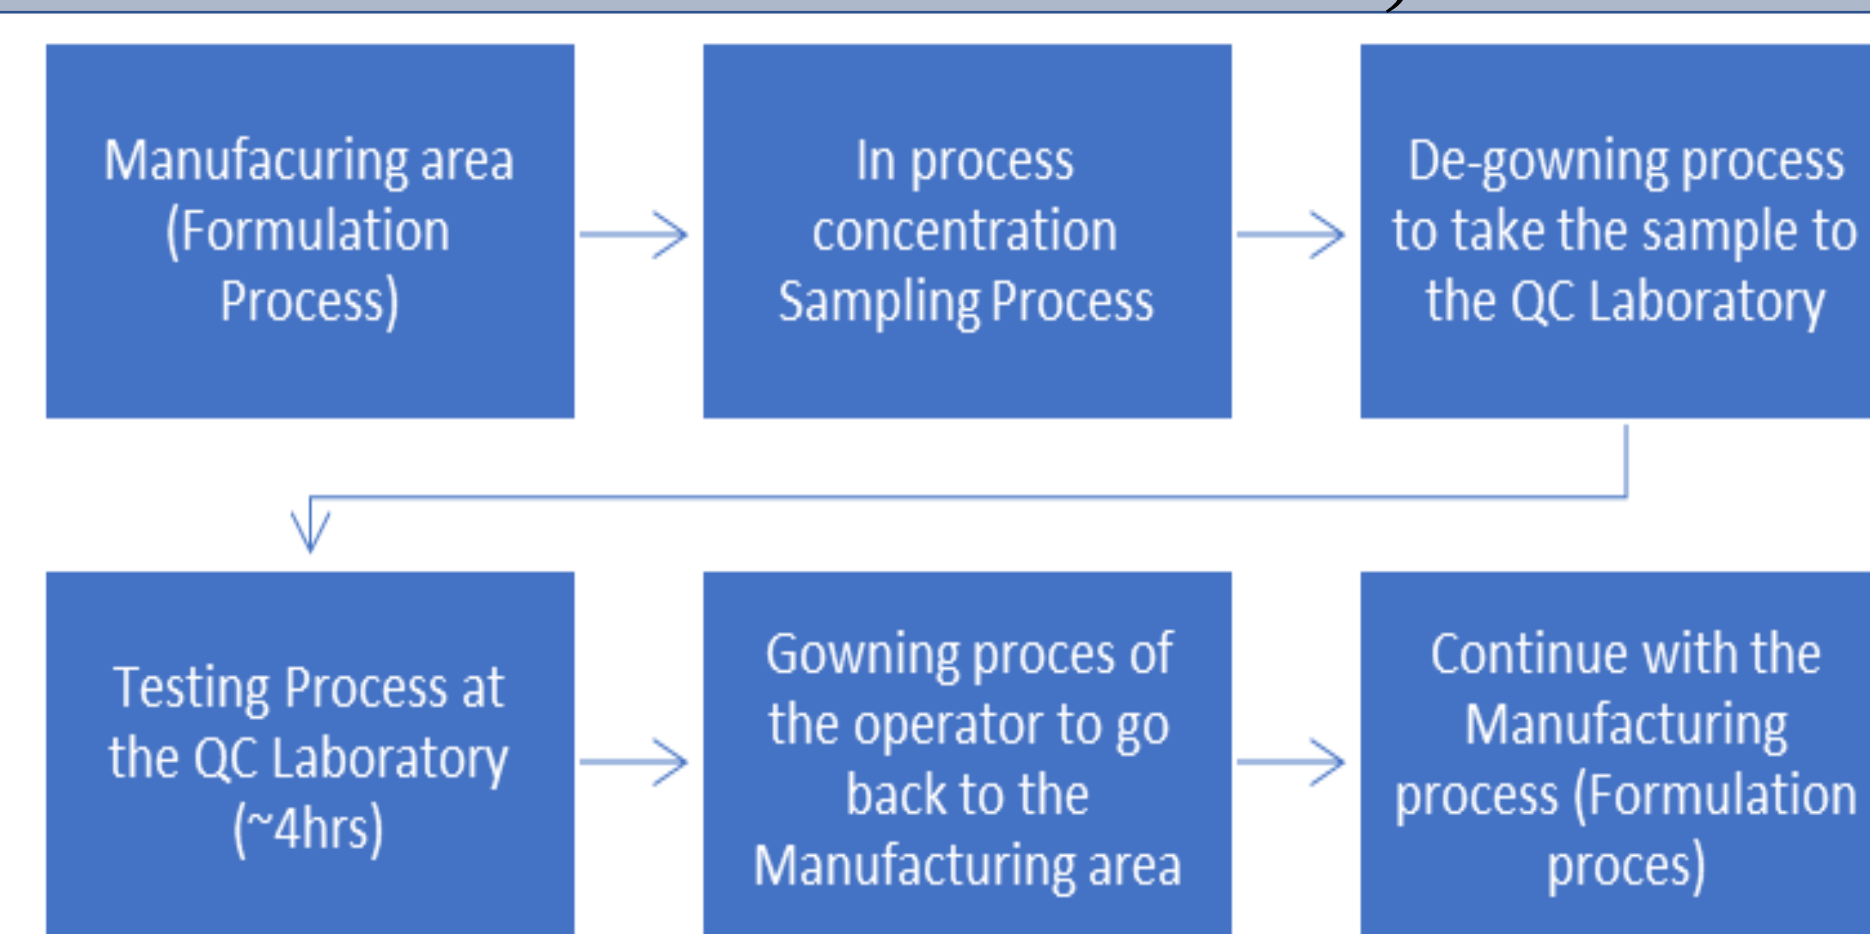 Manufacuring area
(Formulation
Process)
In process
concentration
Sampling Process
De-gowning process
to take the sample to
the QC Laboratory
Testing Process at
the QC Laboratory
(~4hrs)
Gowning proces of
the operator to go
back to the
Manufacturing area
Continue with the
Manufacturing
process (Formulation
proces)